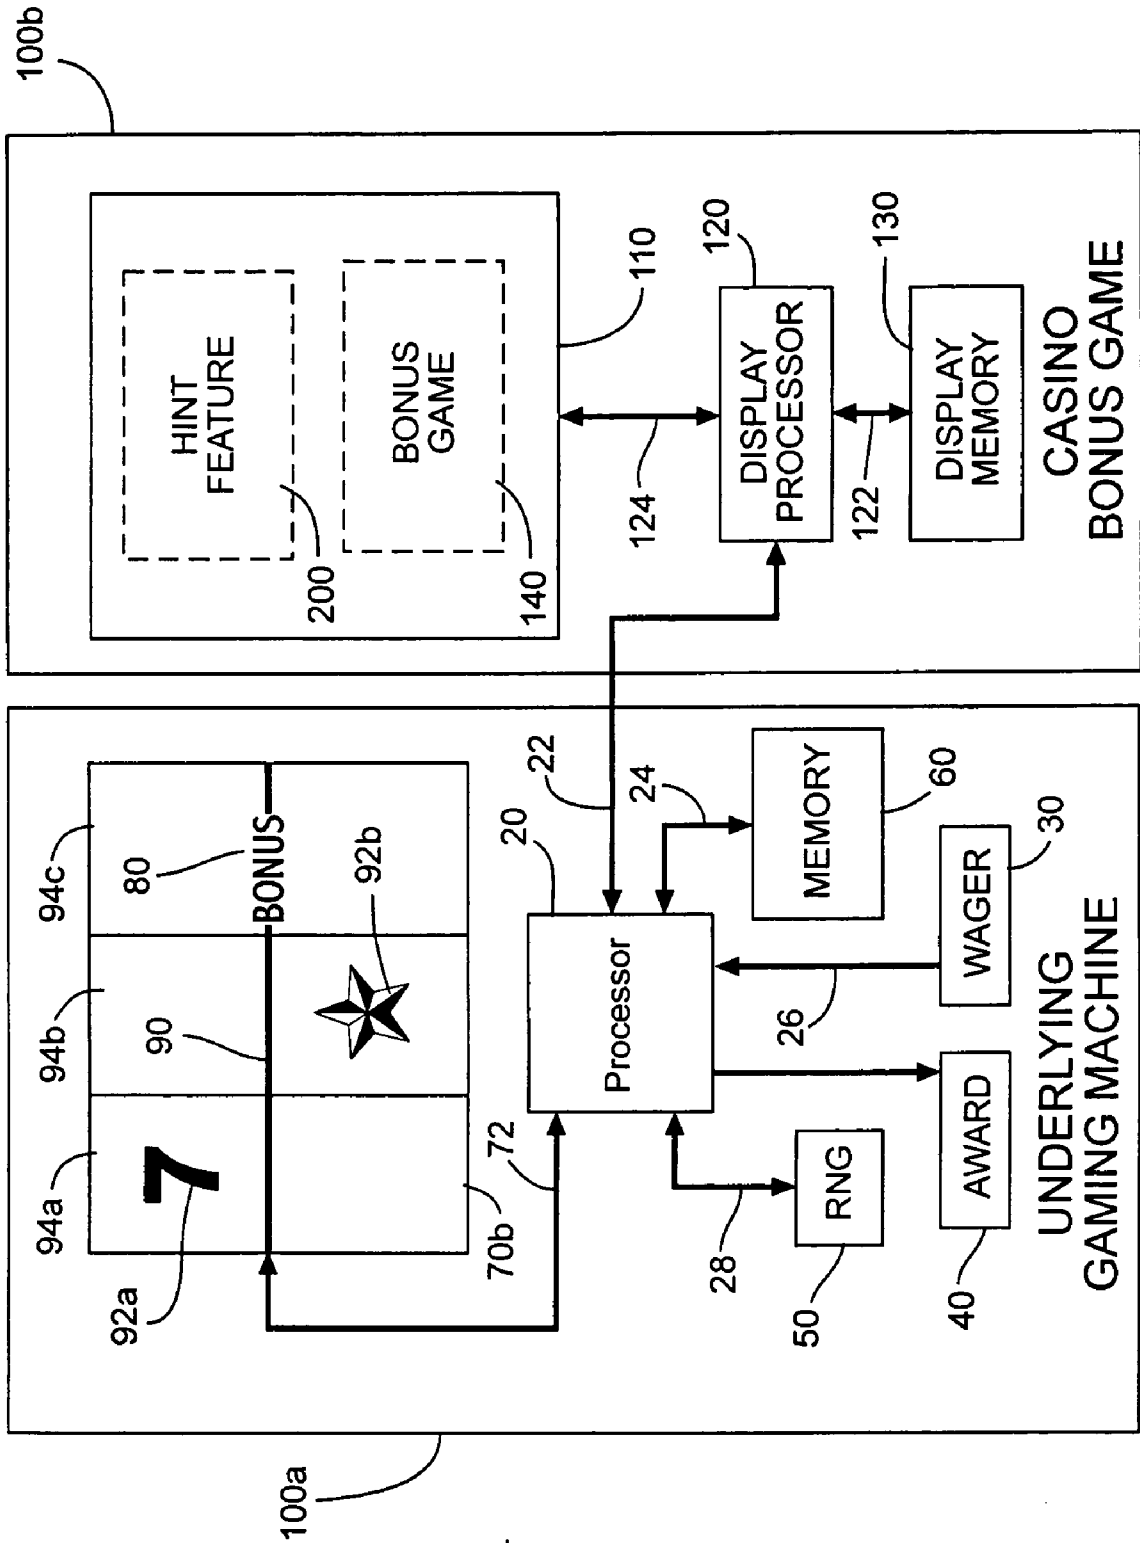 100a
100b
92a
94a
94b
94c
7
90
80
BONUS
92b
70b
72
20
22
Processor
24
28
26
RNG
50
MEMORY
60
AWARD
40
WAGER
30
UNDERLYING
GAMING MACHINE
HINT
FEATURE
200
BONUS
GAME
140
110
124
DISPLAY
PROCESSOR
120
122
DISPLAY
MEMORY
130
CASINO
BONUS GAME